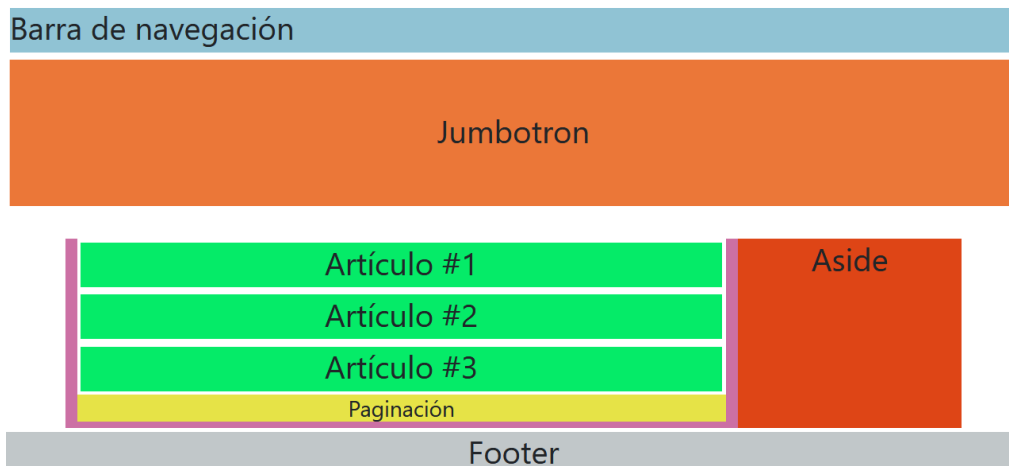 Barra de navegación
Jumbotron
Artículo #1
Artículo #2
Artículo #3
Paginación
Aside
Footer